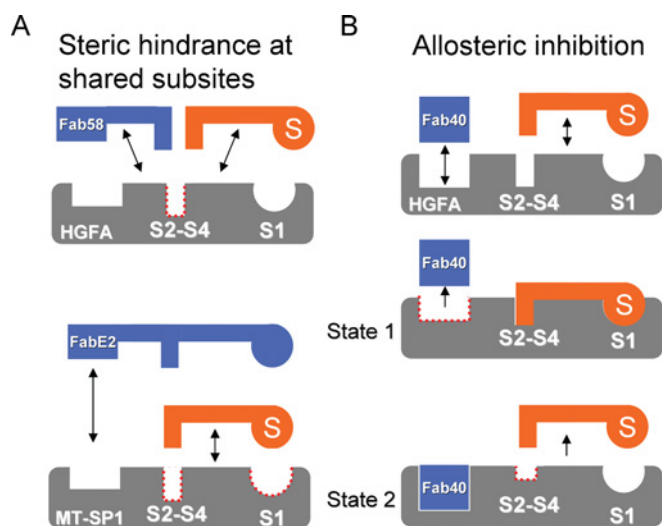 A
Steric hindrance at
shared subsites
Fab58
S
HGFA
S2-S4
S1
FabE2
S
MT-SP1
S2-S4
S1
B
Allosteric inhibition
Fab40
S
HGFA
S2-S4
S1
Fab40
S
State 1
S2-S4
S1
S
State 2
Fab40
S2-S4
S1